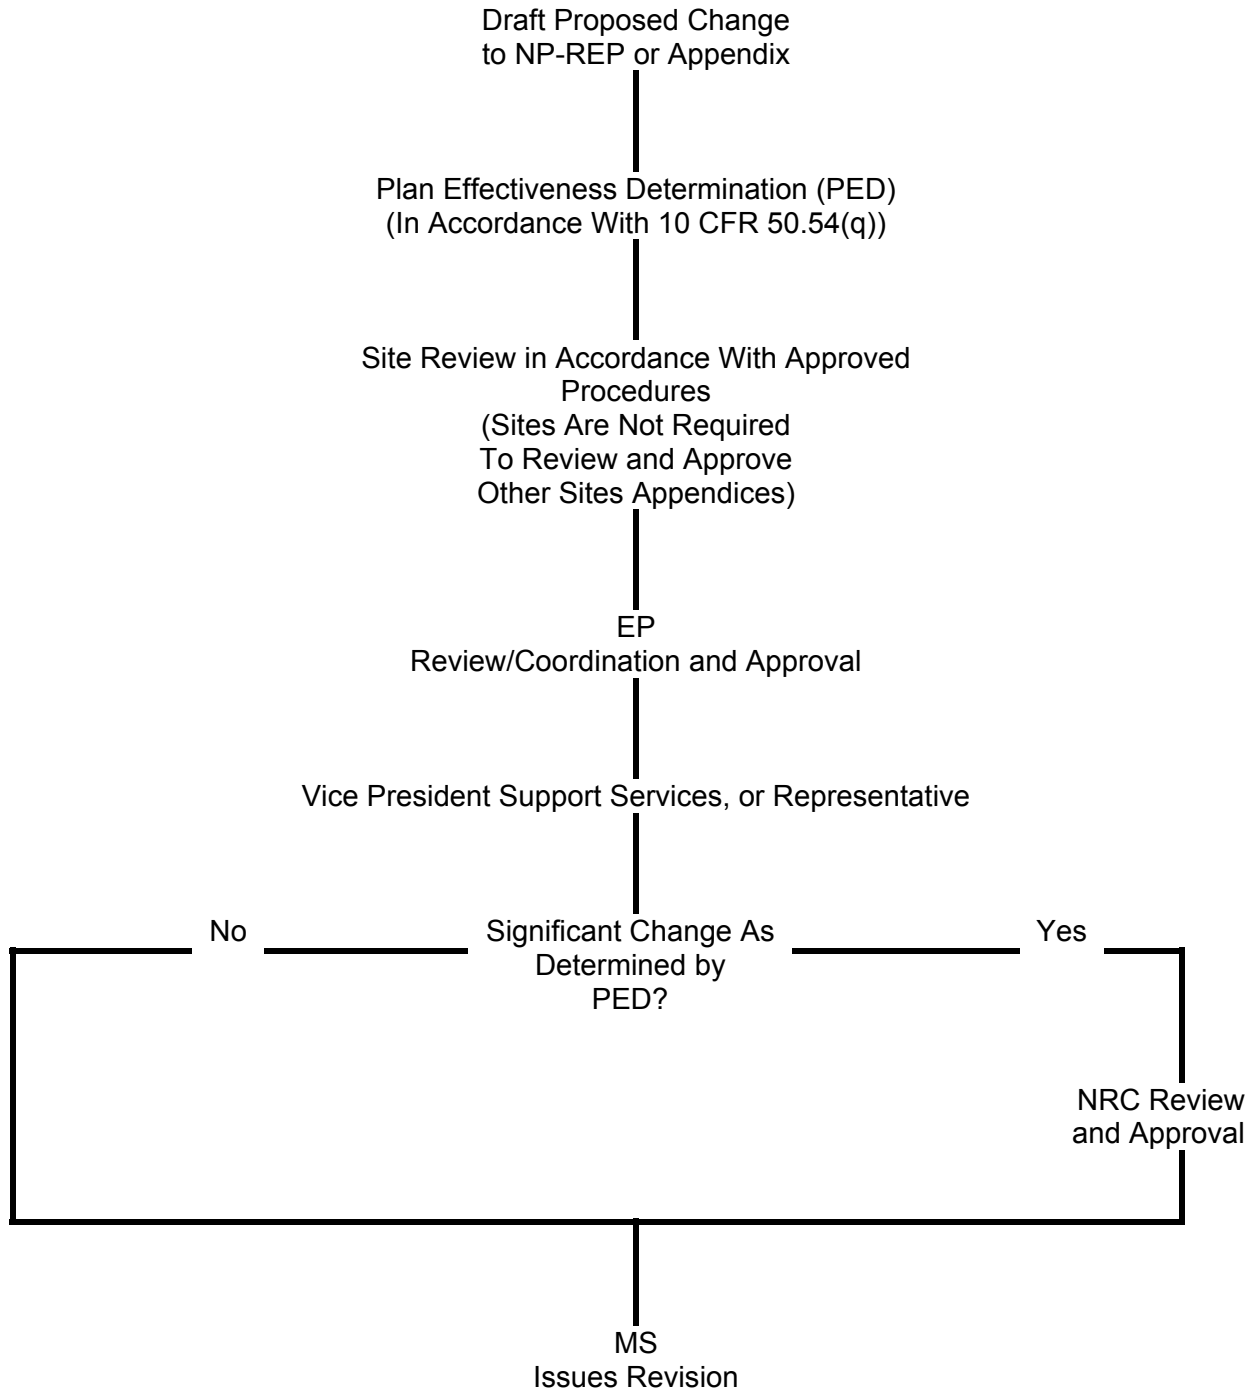 Draft Proposed Change
to NP-REP or Appendix
Plan Effectiveness Determination (PED)
(In Accordance With 10 CFR 50.54(q))
Site Review in Accordance With Approved
Procedures
(Sites Are Not Required
To Review and Approve
Other Sites Appendices)
EP
Review/Coordination and Approval
Vice President Support Services, or Representative
No
Significant Change As
Determined by
PED?
Yes
NRC Review
and Approval
MS
Issues Revision